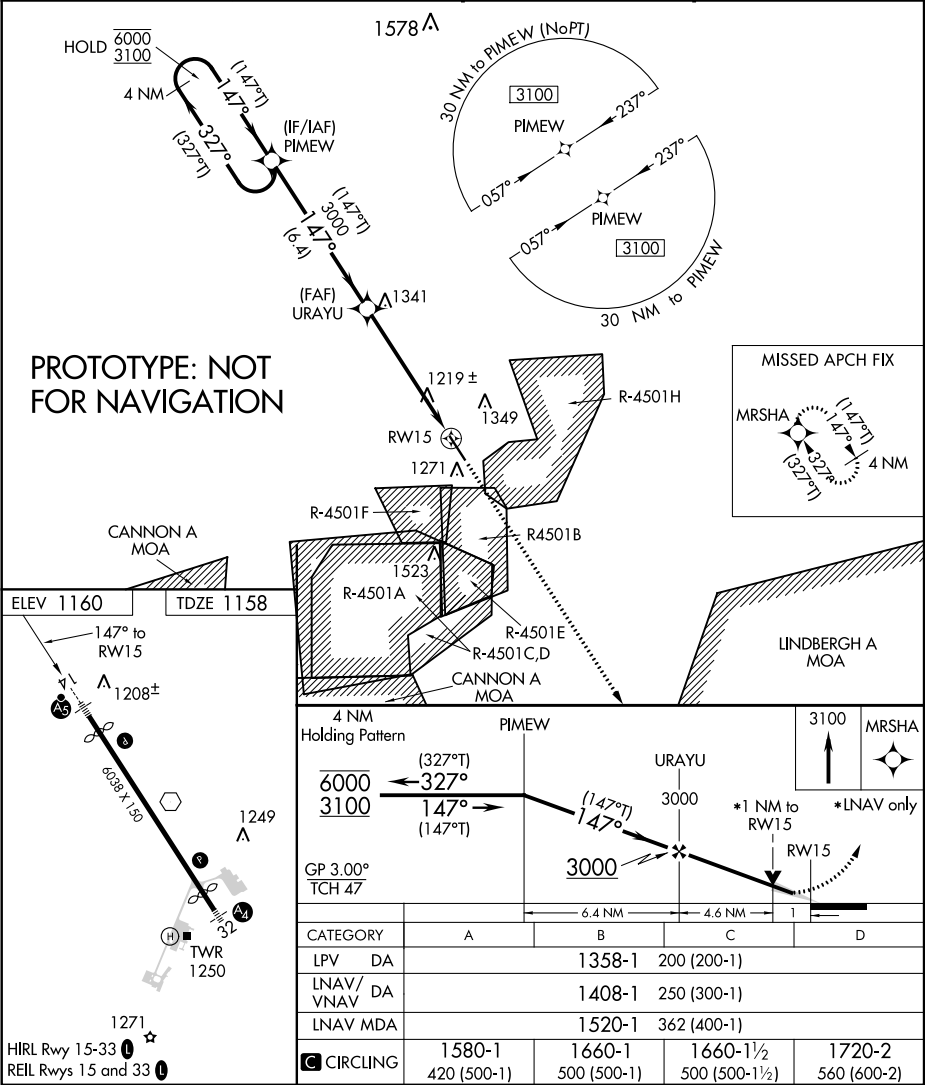 1578
HOLD 6000
3100
4 NM
(147°T)
147°
327°
(327°T)
(IF/IAF)
PIMEW
30 NM to PIMEW (NoPT)
3100
PIMEW
237°
057°
237°
057°
PIMEW
3100
30 NM to PIMEW
(147°T)
3000
147°
(6.4)
(FAF)
URAYU
1341
PROTOTYPE: NOT
FOR NAVIGATION
1219 ±
1349
R-4501H
RW15
1271
MISSED APCH FIX
MRSHA
(147°T)
147°
327°
(327°T)
4 NM
R-4501F
R4501B
CANNON A
MOA
1523
R-4501A
R-4501E
R-4501C,D
CANNON A
MOA
LINDBERGH A
MOA
ELEV 1160
TDZE 1158
147° to
RW15
1208±
A5
P
6038 X 150
1249
P
A4
32
H
TWR
1250
1271
HIRL Rwy 15-33 L
REIL Rwys 15 and 33 L
4 NM
Holding Pattern
PIMEW
3100
MRSHA
(327°T)
6000
327°
3100
147°
(147°T)
URAYU
3000
(147°T)
147°
*1 NM to
RW15
*LNAV only
RW15
3000
GP 3.00°
TCH 47
6.4 NM
4.6 NM
1
CATEGORY A B C D
LPV DA 1358-1 200 (200-1)
LNAV/
VNAV DA 1408-1 250 (300-1)
LNAV MDA 1520-1 362 (400-1)
C CIRCLING 1580-1 1660-1 1660-1½ 1720-2
420 (500-1) 500 (500-1) 500 (500-1½) 560 (600-2)